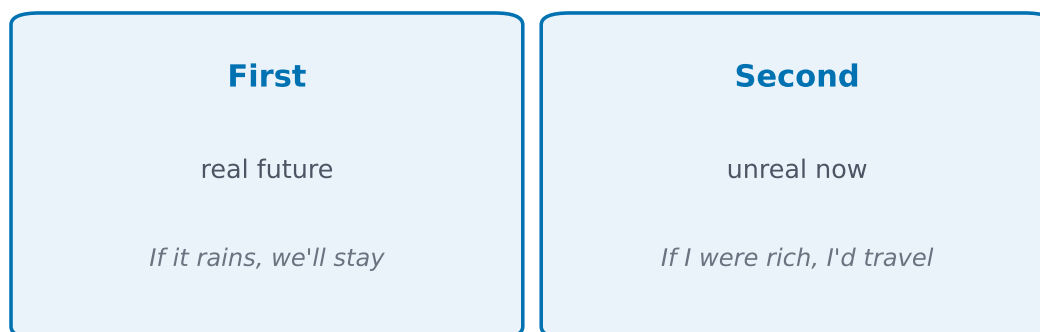 First
real future
If it rains, we'll stay
Second
unreal now
If I were rich, I'd travel